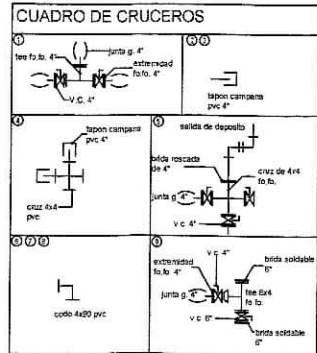 CUADRO DE CRUCEROS
1
junta g. 4"
tee fo.fo. 4"
extremidad
fo.fo. 4"
V.C. 4"
2 3
tapon campana
pvc 4"
4
tapon campana
pvc 4"
cruz 4x4
pvc
5
salida de deposito
brida roscada
de 4"
cruz de 4x4
fo.fo.
junta g. 4"
v c 4"
6 7 8
codo 4x90 pvc
9
v c 4"
brida soldable
6"
extremidad
fo.fo. 4"
tee 6x4
fo fo.
junta g. 4"
v c 6"
brida soldable
6"